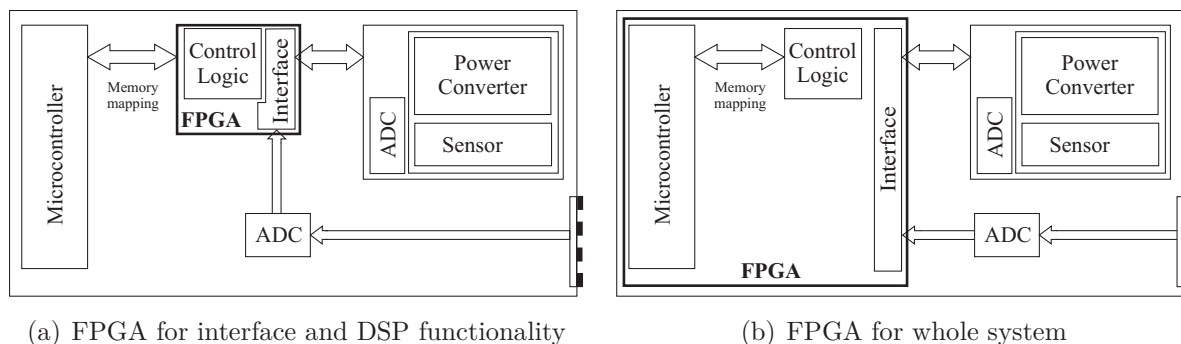 Microcontroller
Memory
mapping
Control
Logic
Interface
FPGA
Power
Converter
ADC
Sensor
ADC
(a) FPGA for interface and DSP functionality
Microcontroller
Memory
mapping
Control
Logic
Interface
FPGA
Power
Converter
ADC
Sensor
ADC
(b) FPGA for whole system